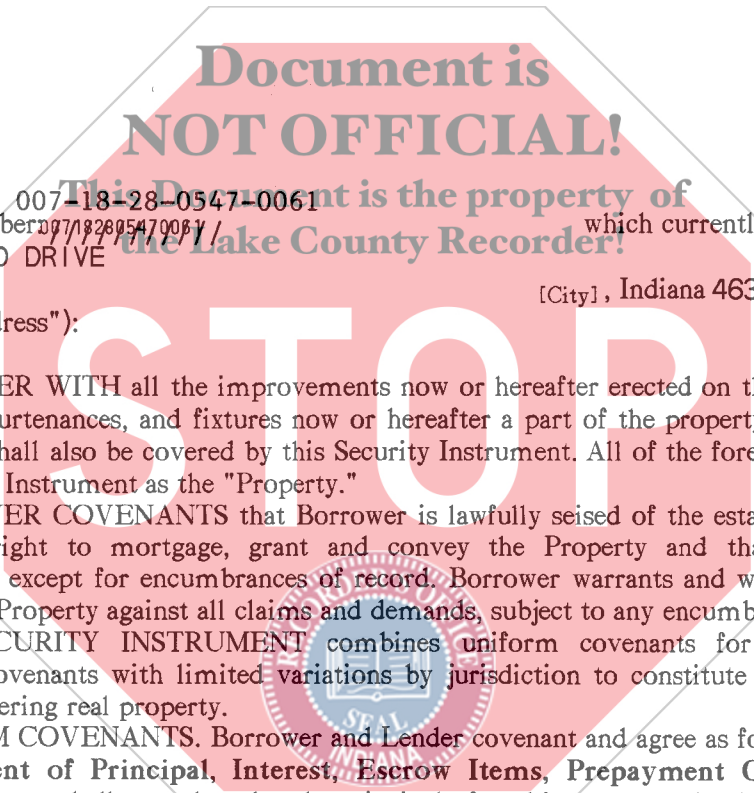 Document is
NOT OFFICIAL!
This Document is the property of
the Lake County Recorder!
STOP
007-18-28-0547-0061
ber: 007182805470061 which currentl
O DRIVE
[City] , Indiana 463
ress"):
ER WITH all the improvements now or hereafter erected on t
urtenances, and fixtures now or hereafter a part of the propert
hall also be covered by this Security Instrument. All of the fore
Instrument as the "Property."
ER COVENANTS that Borrower is lawfully seised of the esta
ight to mortgage, grant and convey the Property and tha
except for encumbrances of record. Borrower warrants and w
Property against all claims and demands, subject to any encumb
CURITY INSTRUMENT combines uniform covenants for
ovenants with limited variations by jurisdiction to constitute
ering real property.
M COVENANTS. Borrower and Lender covenant and agree as fo
ent of Principal, Interest, Escrow Items, Prepayment C
RECORDER'S OFFICE
SEAL
INDIANA